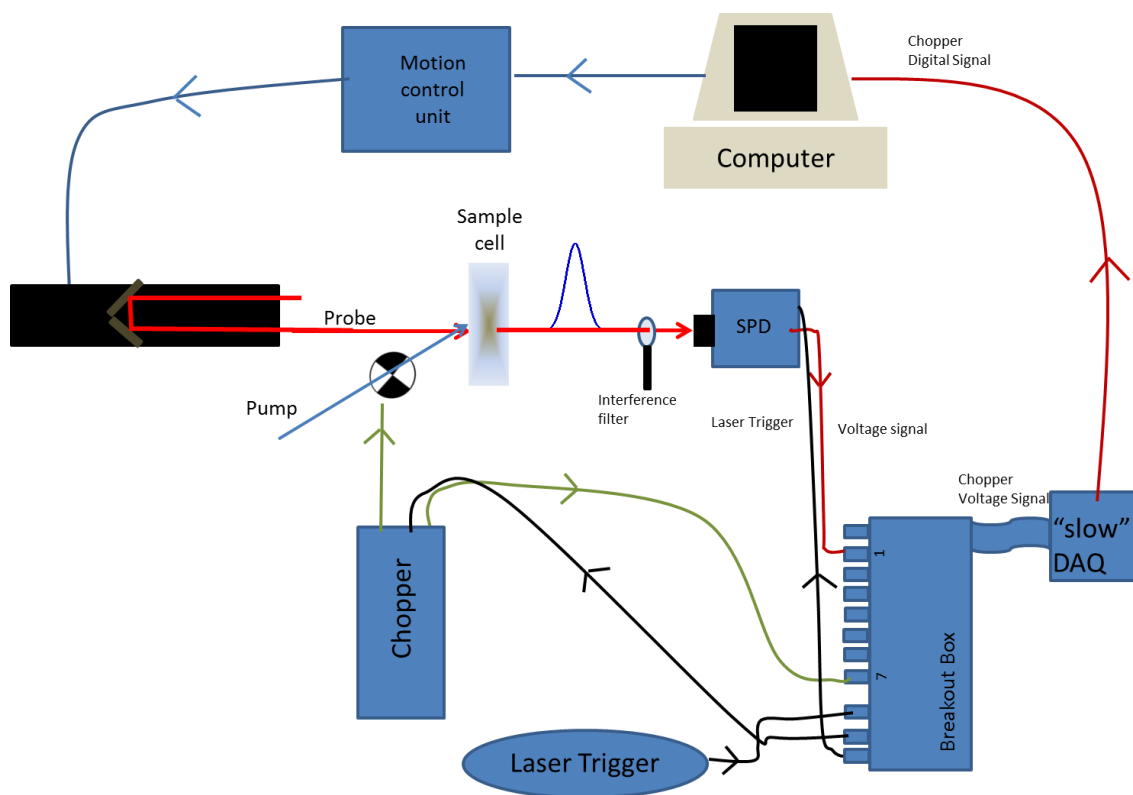 Motion
control
unit
Chopper
Digital Signal
Computer
Sample
cell
Probe
SPD
Pump
Interference
filter
Laser Trigger
Voltage signal
Chopper
Voltage Signal
“slow”
DAQ
1
7
Chopper
Breakout Box
Laser Trigger